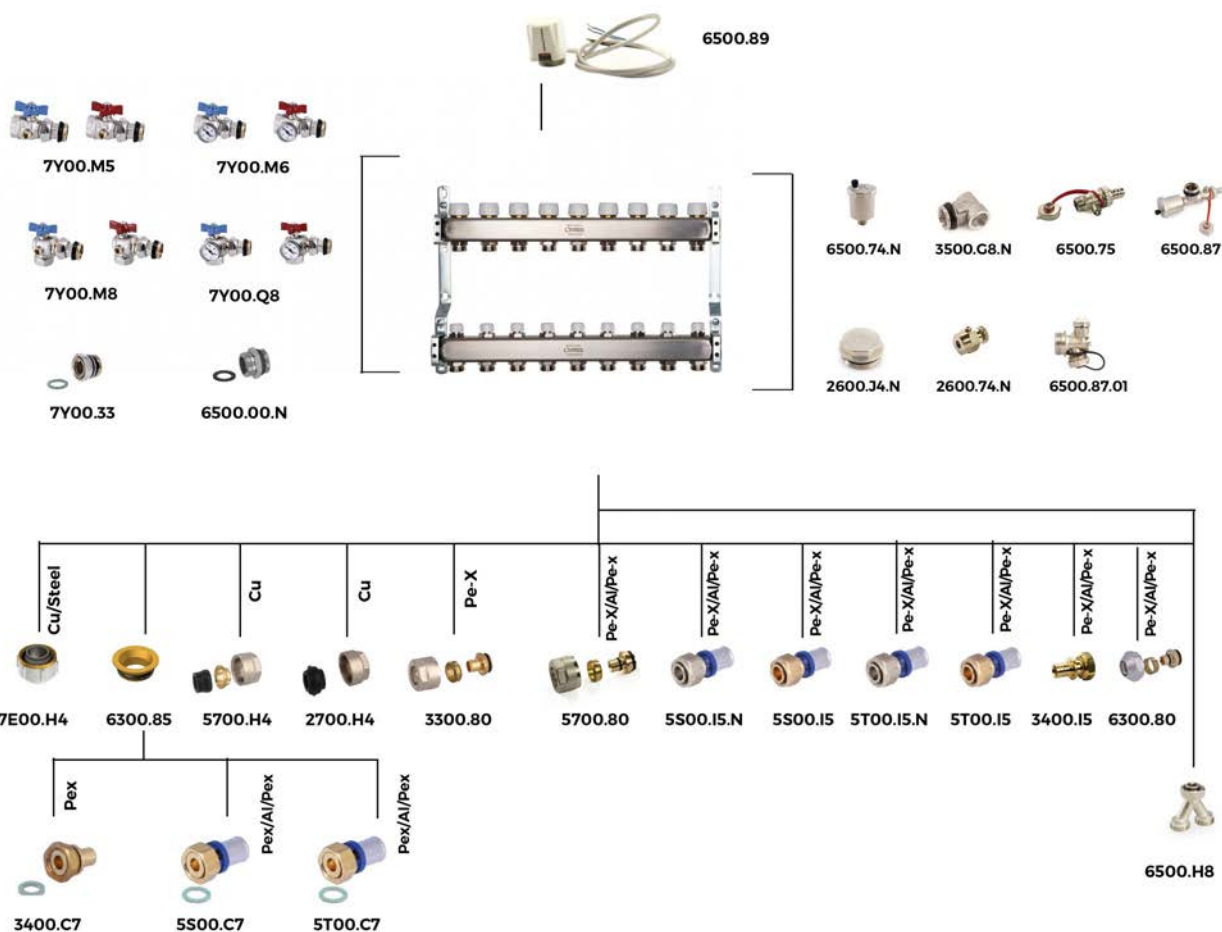 6500.89
7Y00.M5
7Y00.M6
7Y00.M8
7Y00.Q8
7Y00.33
6500.00.N
6500.74.N
3500.G8.N
6500.75
6500.87
2600.J4.N
2600.74.N
6500.87.01
Cu/Steel
Cu
Cu
Pe-X
Pe-X/Al/Pe-x
Pe-X/Al/Pe-x
Pe-X/Al/Pe-x
Pe-X/Al/Pe-x
Pe-X/Al/Pe-x
Pe-X/Al/Pe-x
Pe-X/Al/Pe-x
7E00.H4
6300.85
5700.H4
2700.H4
3300.80
5700.80
5S00.I5.N
5S00.I5
5T00.I5.N
5T00.I5
3400.I5
6300.80
Pex
Pex/Al/Pex
Pex/Al/Pex
3400.C7
5S00.C7
5T00.C7
6500.H8